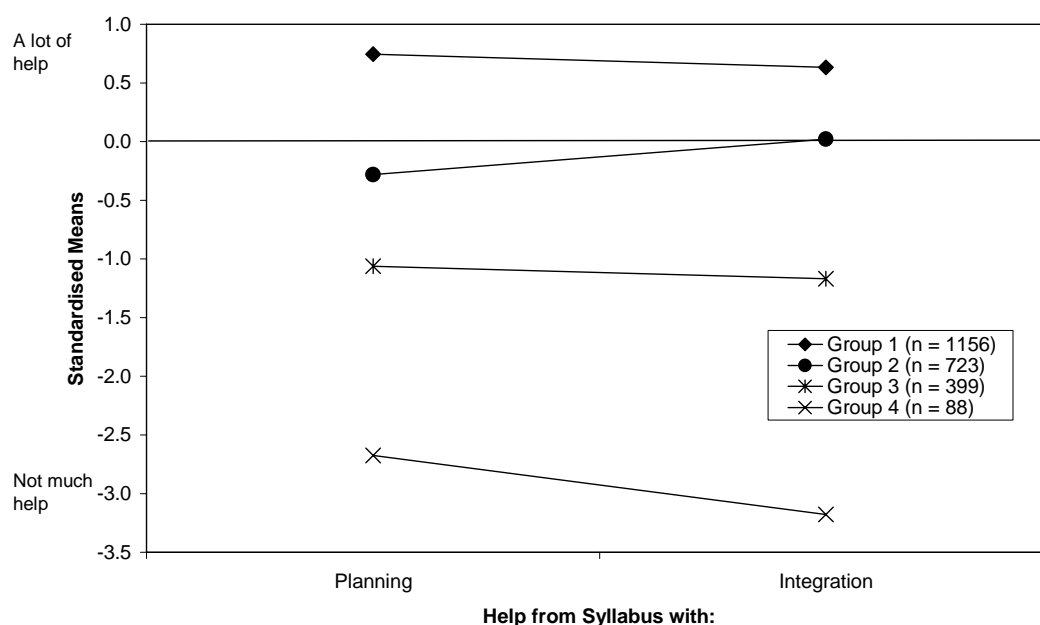 A lot of
help
Not much
help
Standardised Means
1.0
0.5
0.0
-0.5
-1.0
-1.5
-2.0
-2.5
-3.0
-3.5
Group 1 (n = 1156)
Group 2 (n = 723)
Group 3 (n = 399)
Group 4 (n = 88)
Planning
Integration
Help from Syllabus with: